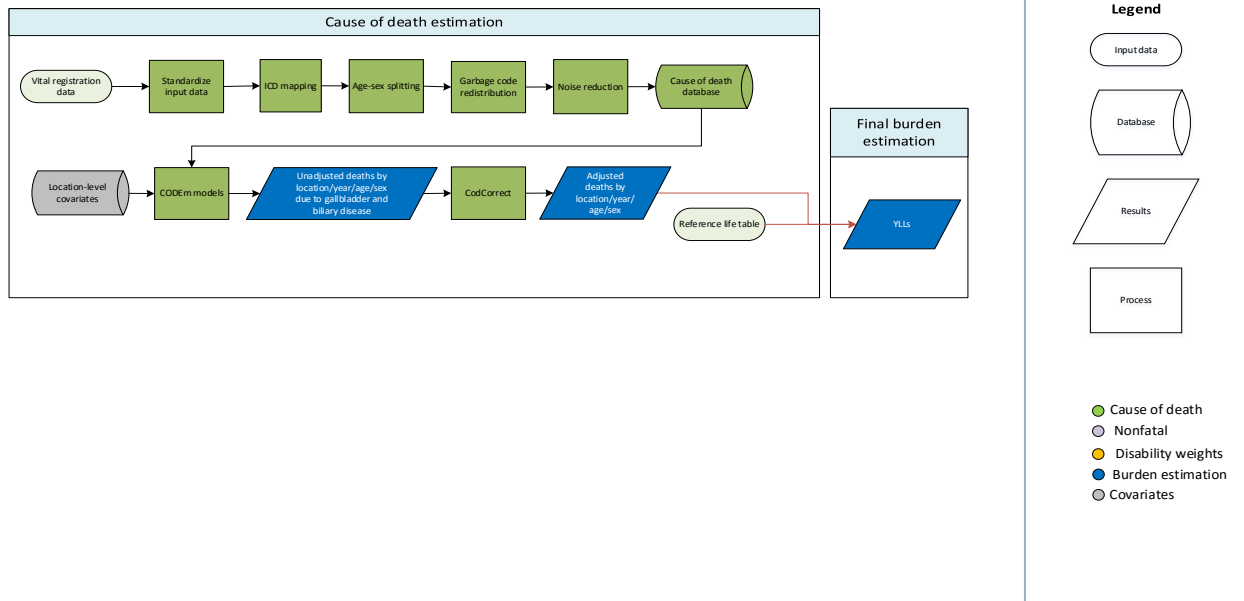 Cause of death estimation
Vital registration
data
Standardize
input data
ICD mapping
Age-sex splitting
Garbage code
redistribution
Noise reduction
Cause of death
database
Location-level
covariates
CODEm models
Unadjusted deaths by
location/year/age/sex
due to gallbladder and
biliary disease
CodCorrect
Adjusted
deaths by
location/year/
age/sex
Reference life table
Final burden
estimation
YLLs
Legend
Input data
Database
Results
Process
Cause of death
Nonfatal
Disability weights
Burden estimation
Covariates